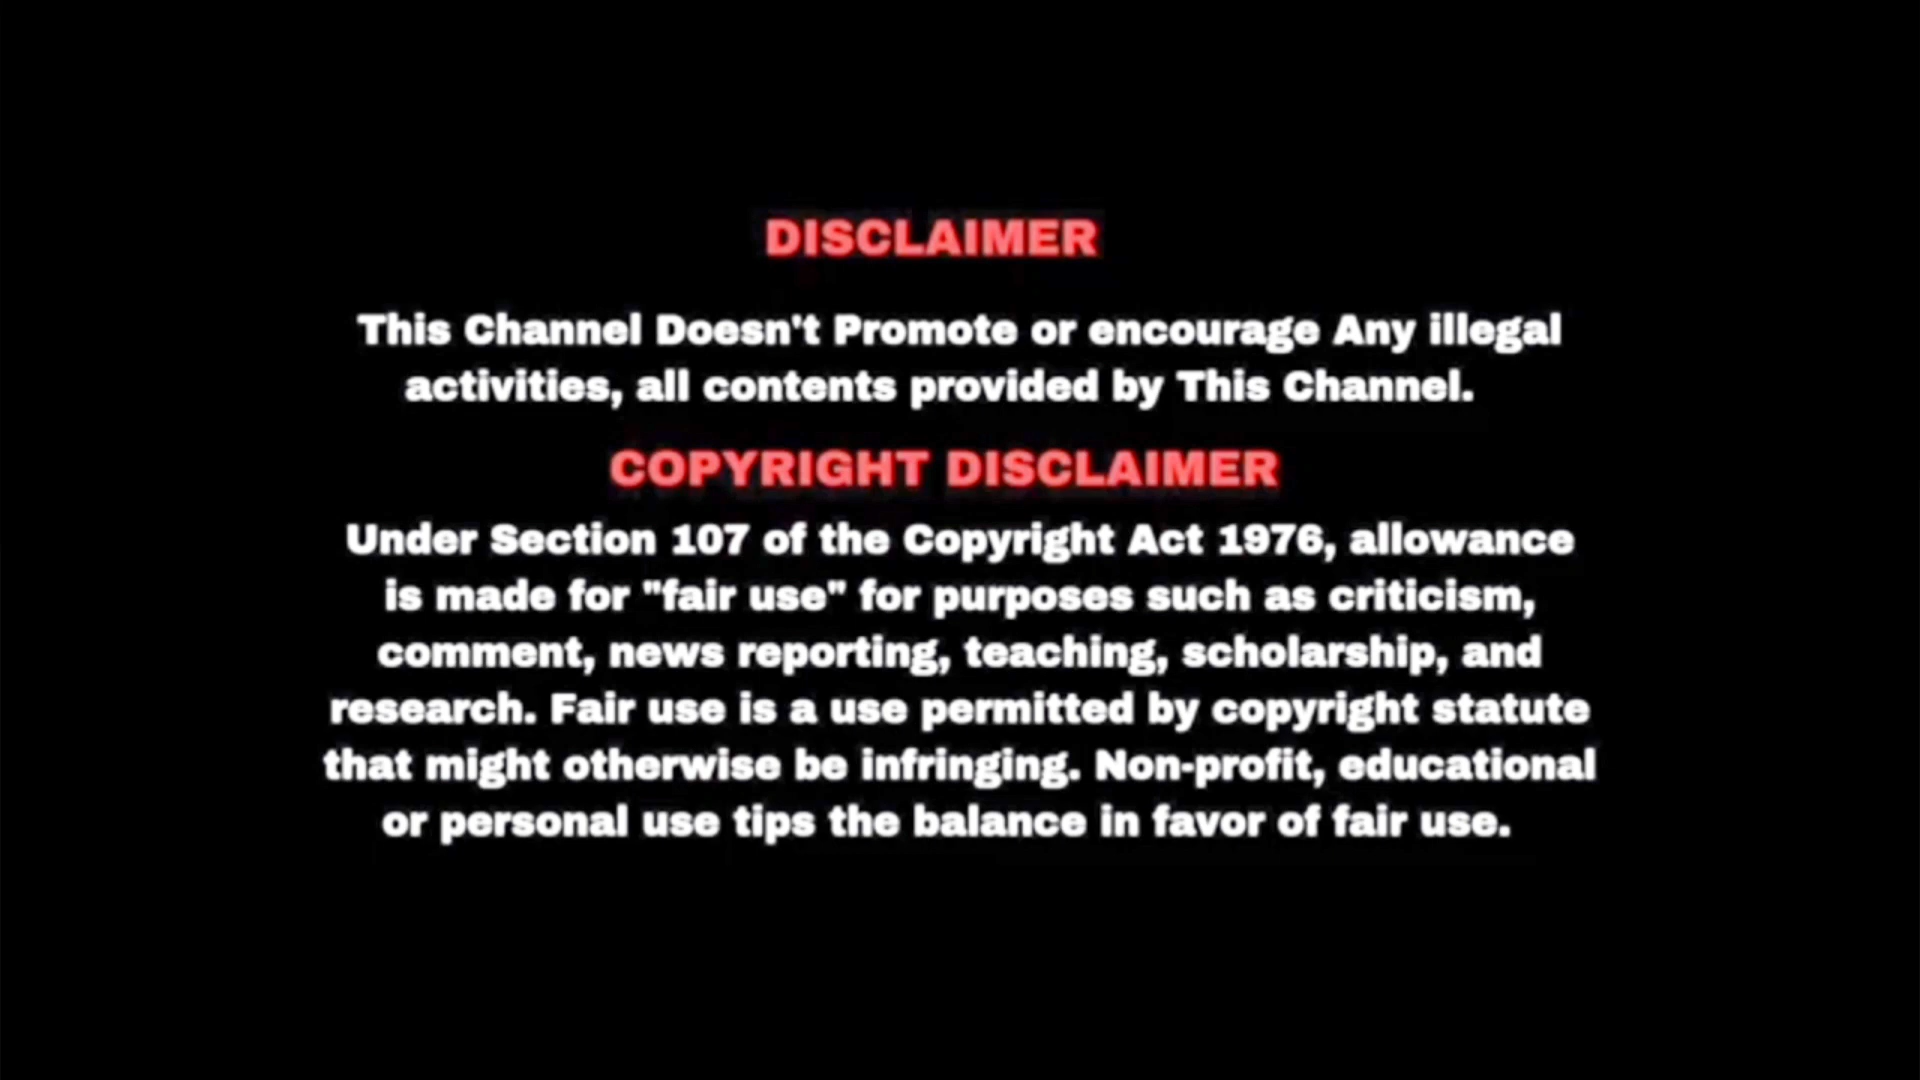 DISCLAIMER
This Channel Doesn't Promote or encourage Any illegal
activities, all contents provided by This Channel.
COPYRIGHT DISCLAIMER
Under Section 107 of the Copyright Act 1976, allowance
is made for "fair use" for purposes such as criticism,
comment, news reporting, teaching, scholarship, and
research. Fair use is a use permitted by copyright statute
that might otherwise be infringing. Non-profit, educational
or personal use tips the balance in favor of fair use.